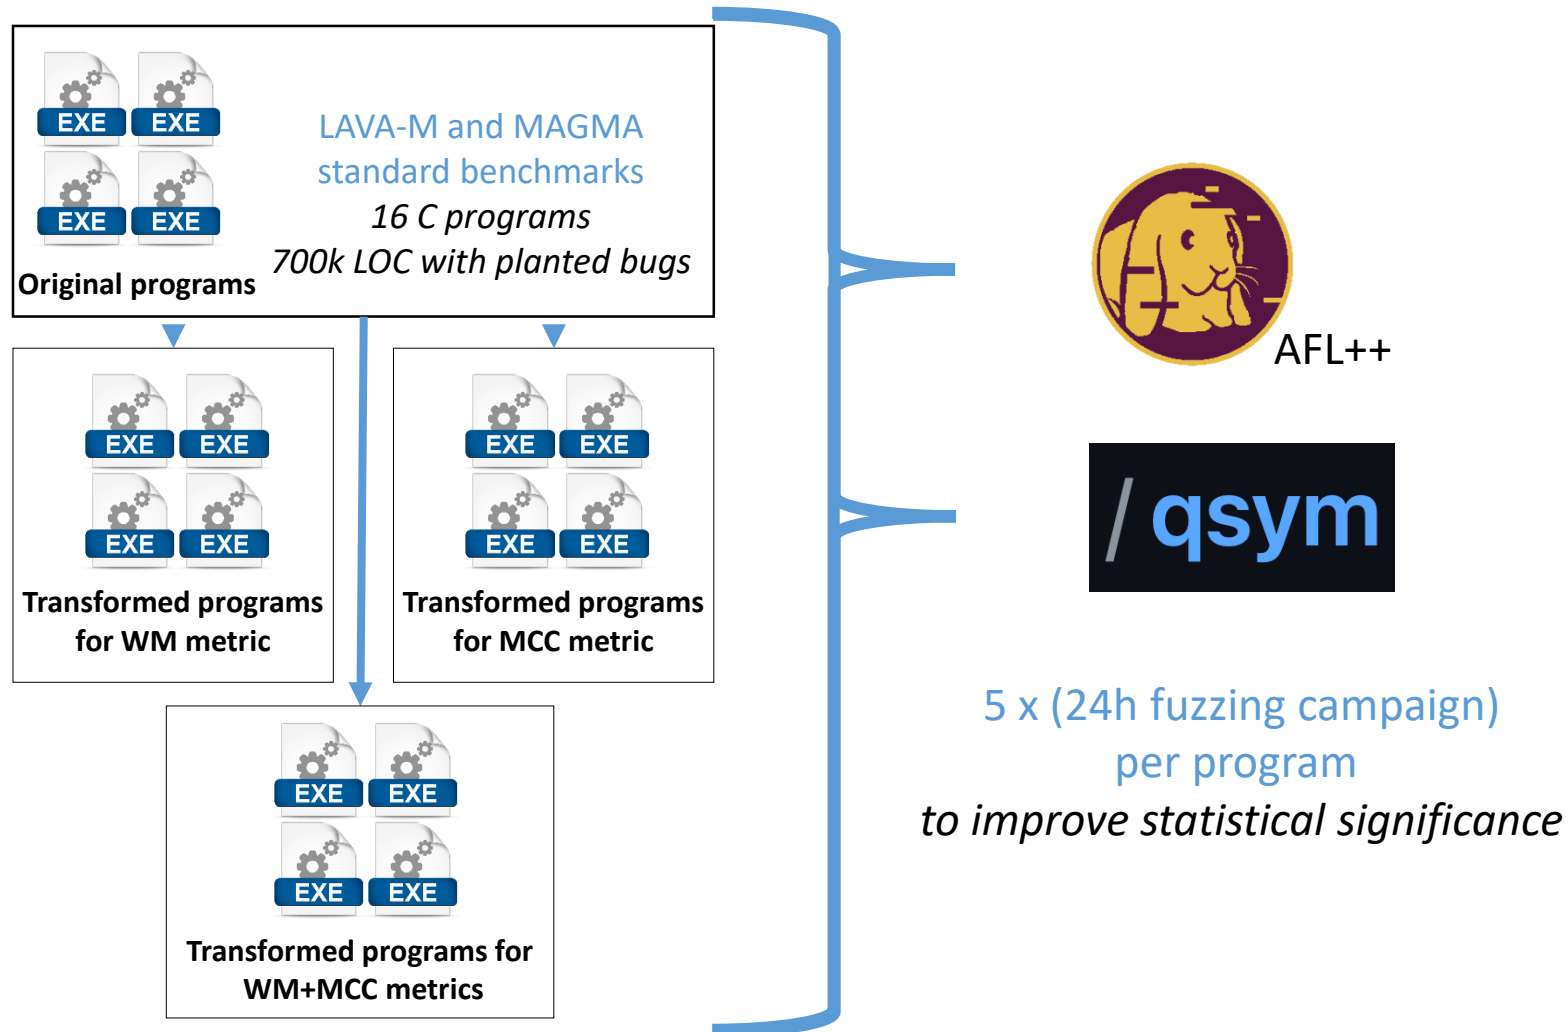 EXE EXE
EXE EXE
Original programs
LAVA-M and MAGMA
standard benchmarks
16 C programs
700k LOC with planted bugs
EXE EXE
EXE EXE
Transformed programs
for WM metric
EXE EXE
EXE EXE
Transformed programs
for MCC metric
EXE EXE
EXE EXE
Transformed programs for
WM+MCC metrics
AFL++
/ qsym
5 x (24h fuzzing campaign)
per program
to improve statistical significance